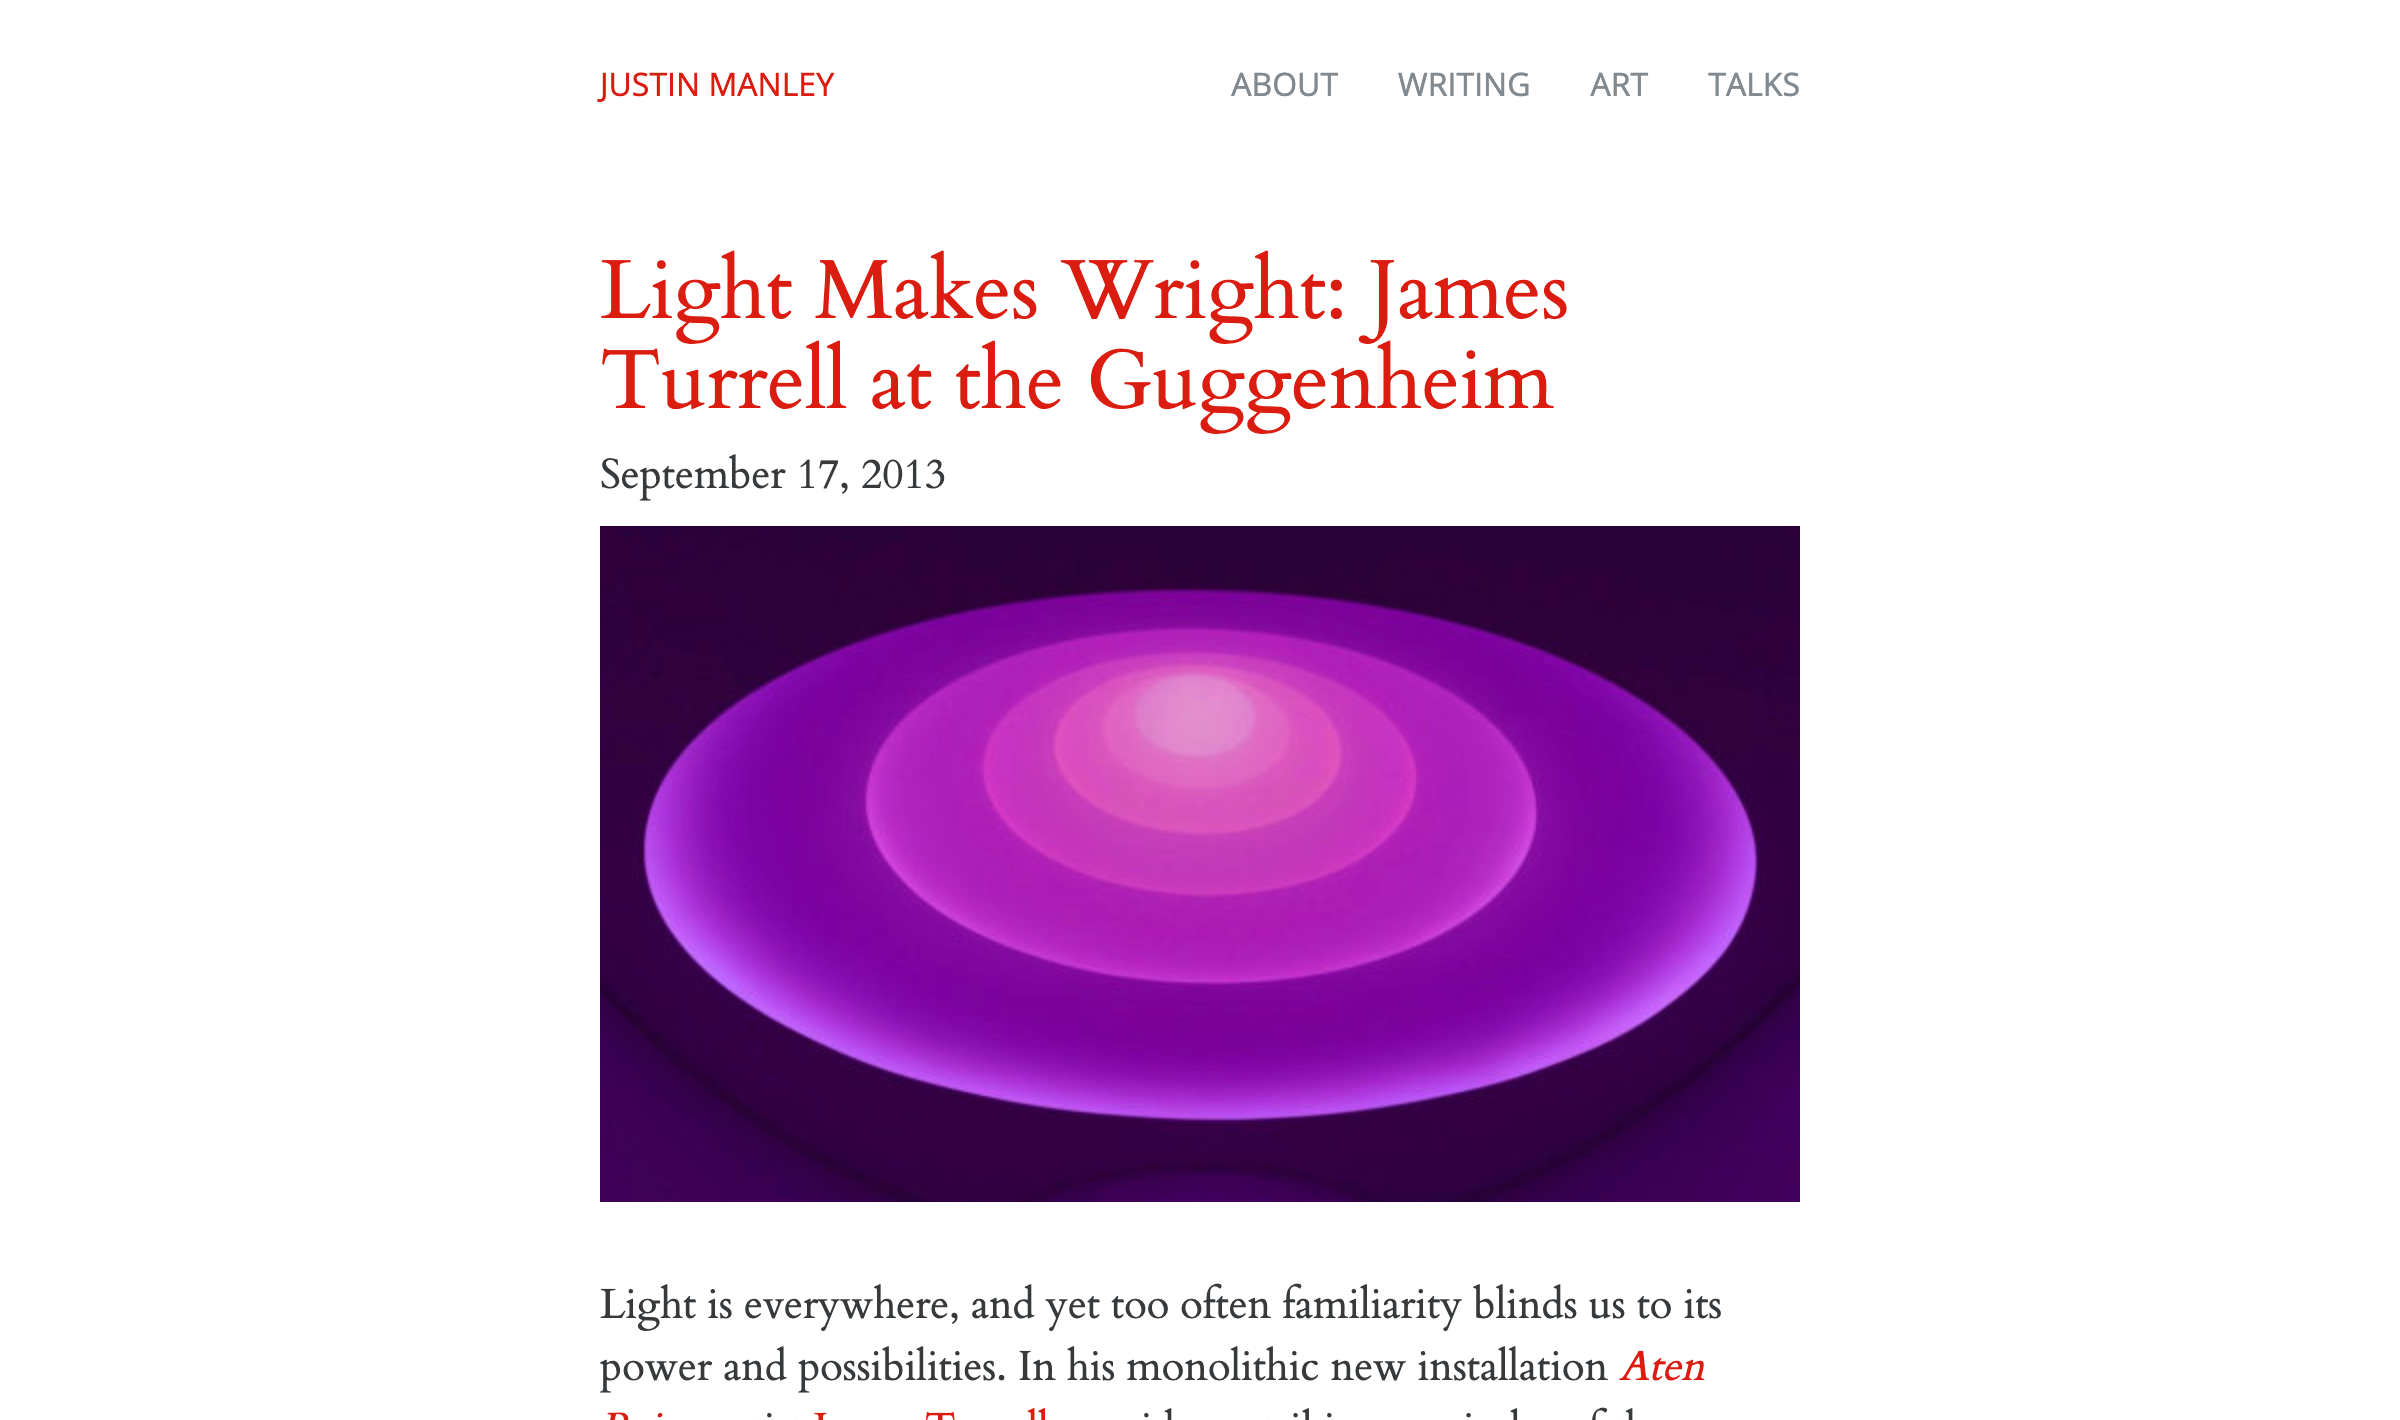 JUSTIN MANLEY
ABOUT WRITING ART TALKS
Light Makes Wright: James
Turrell at the Guggenheim
September 17, 2013
Light is everywhere, and yet too often familiarity blinds us to its
power and possibilities. In his monolithic new installation Aten